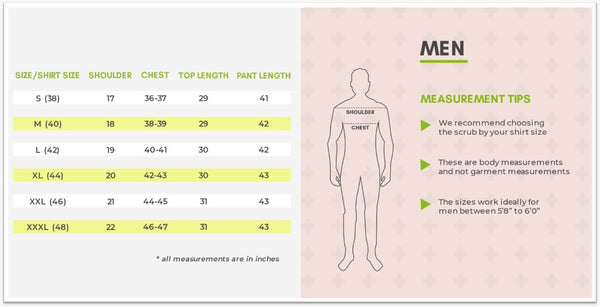 SIZE/SHIRT SIZE SHOULDER CHEST TOP LENGTH PANT LENGTH
S (38) 17 36-37 29 41
M (40) 18 38-39 29 42
L (42) 19 40-41 30 42
XL (44) 20 42-43 30 43
XXL (46) 21 44-45 31 43
XXXL (48) 22 46-47 31 43
* all measurements are in inches
SHOULDER
CHEST
MEN
MEASUREMENT TIPS
We recommend choosing
the scrub by your shirt size
These are body measurements
and not garment measurements
The sizes work ideally for
men between 5'8" to 6'0"